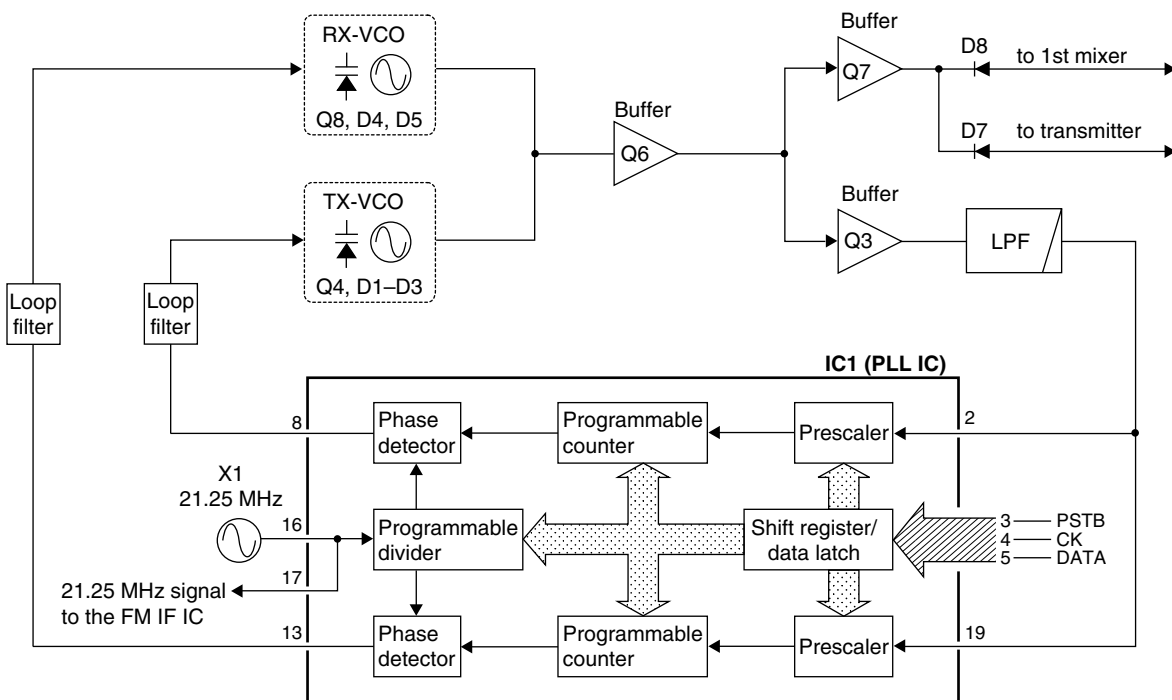 RX-VCO
Q8, D4, D5
TX-VCO
Q4, D1–D3
Buffer
Q6
Buffer
Q7
D8
to 1st mixer
D7
to transmitter
Buffer
Q3
LPF
Loop
filter
Loop
filter
IC1 (PLL IC)
8
Phase
detector
Programmable
counter
Prescaler
2
X1
21.25 MHz
16
Programmable
divider
Shift register/
data latch
3
PSTB
4
CK
5
DATA
17
21.25 MHz signal
to the FM IF IC
13
Phase
detector
Programmable
counter
Prescaler
19